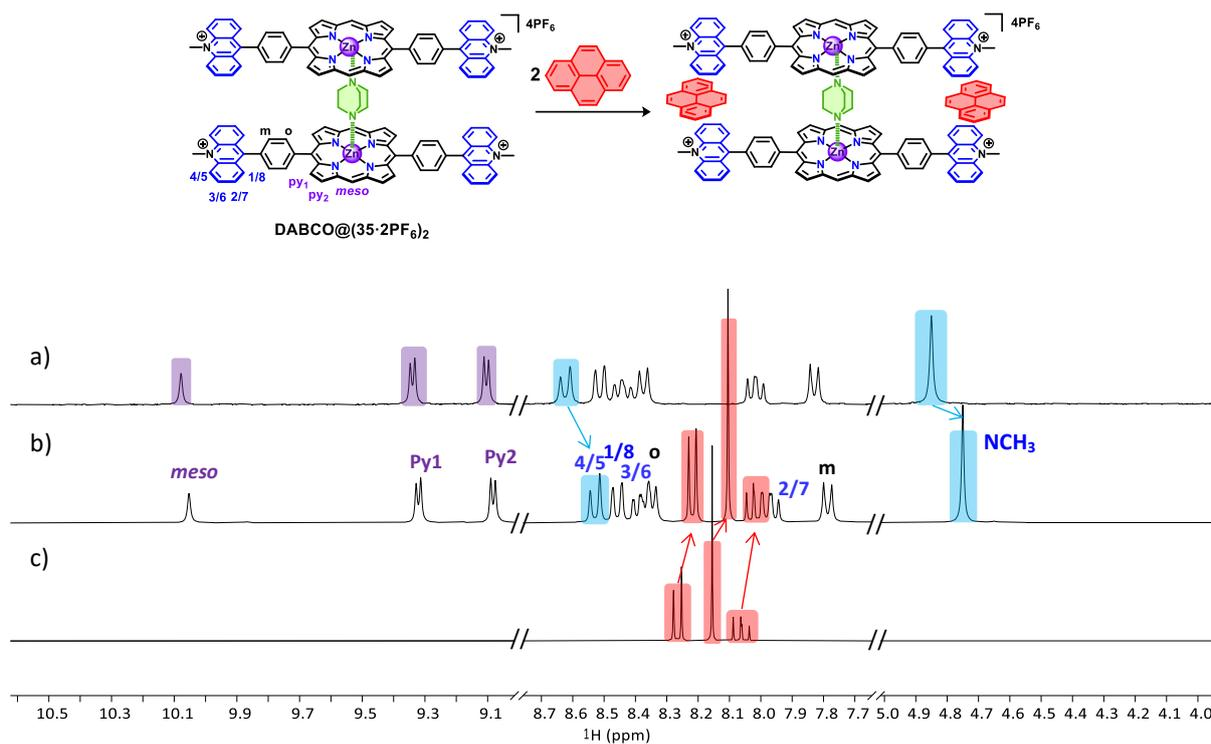 4PF6
4PF6
N
⊕
Zn
N
N
N
N
N
⊕
2
N
⊕
Zn
N
N
N
N
N
⊕
N
N
N
N
m
o
N
⊕
Zn
N
N
N
N
N
⊕
N
⊕
Zn
N
N
N
N
N
⊕
4/5
1/8
3/6 2/7
py1
py2
meso
DABCO@(35·2PF6)2
a)
b)
meso
Py1
Py2
4/5
1/8
3/6
o
2/7
m
NCH3
c)
10.5 10.3 10.1 9.9 9.7 9.5 9.3 9.1 8.7 8.6 8.5 8.4 8.3 8.2 8.1 8.0 7.9 7.8 7.7 5.0 4.9 4.8 4.7 4.6 4.5 4.4 4.3 4.2 4.1 4.0
1H (ppm)